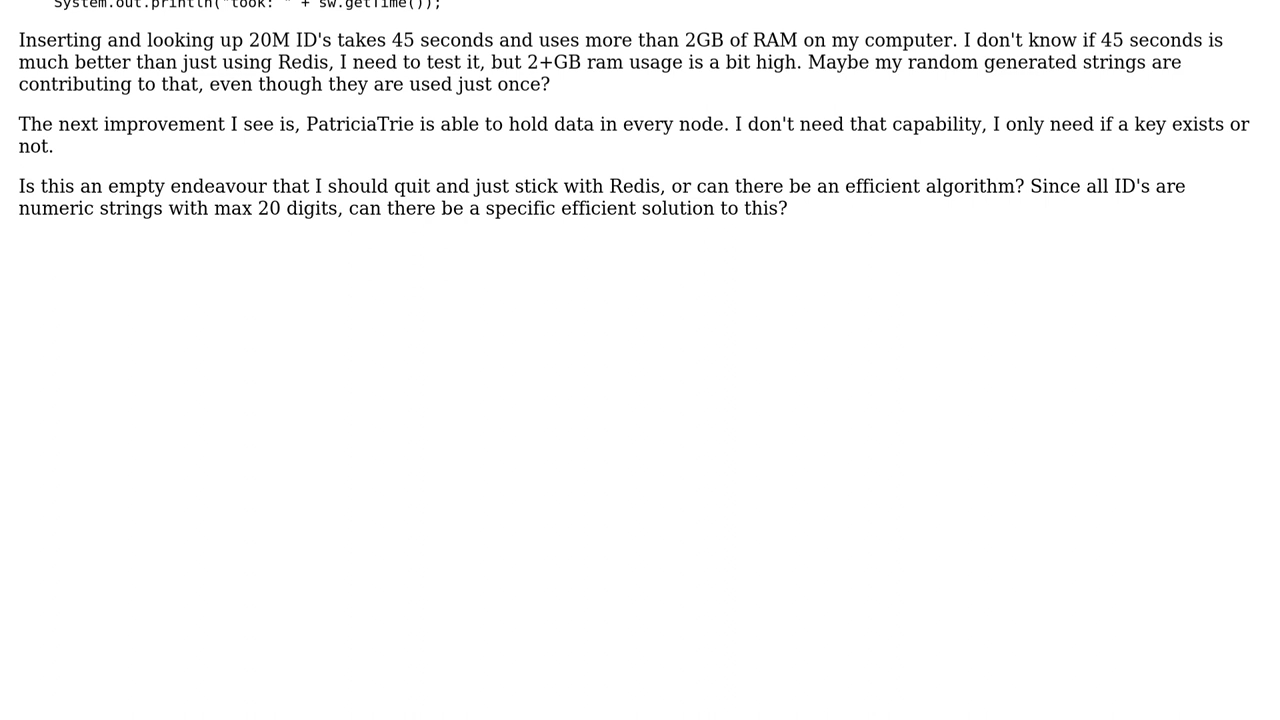 System.out.println("took: " + sw.getTime());
Inserting and looking up 20M ID's takes 45 seconds and uses more than 2GB of RAM on my computer. I don't know if 45 seconds is
much better than just using Redis, I need to test it, but 2+GB ram usage is a bit high. Maybe my random generated strings are
contributing to that, even though they are used just once?
The next improvement I see is, PatriciaTrie is able to hold data in every node. I don't need that capability, I only need if a key exists or
not.
Is this an empty endeavour that I should quit and just stick with Redis, or can there be an efficient algorithm? Since all ID's are
numeric strings with max 20 digits, can there be a specific efficient solution to this?